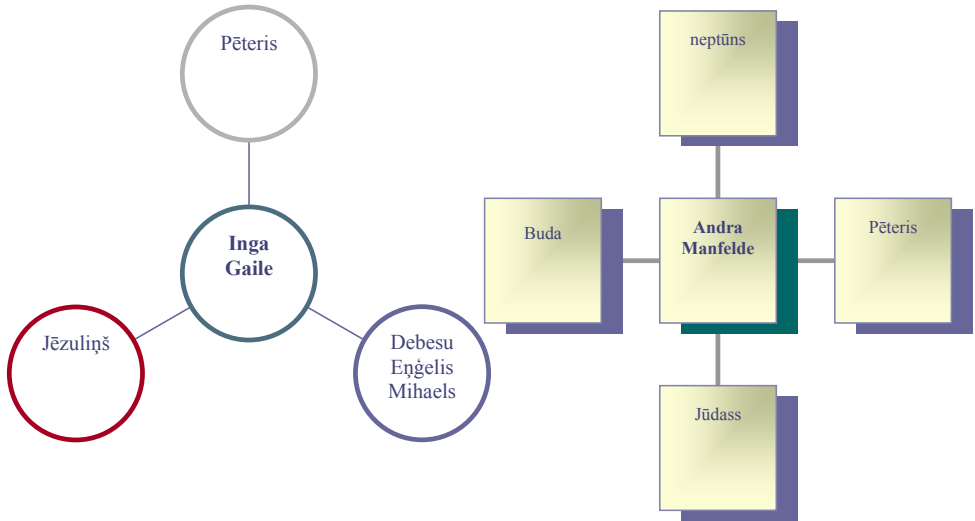 Pēteris
Inga
Gaile
Jēzuliņš
Debesu
Eņģelis
Mihaels
neptūns
Buda
Andra
Manfelde
Pēteris
Jūdass